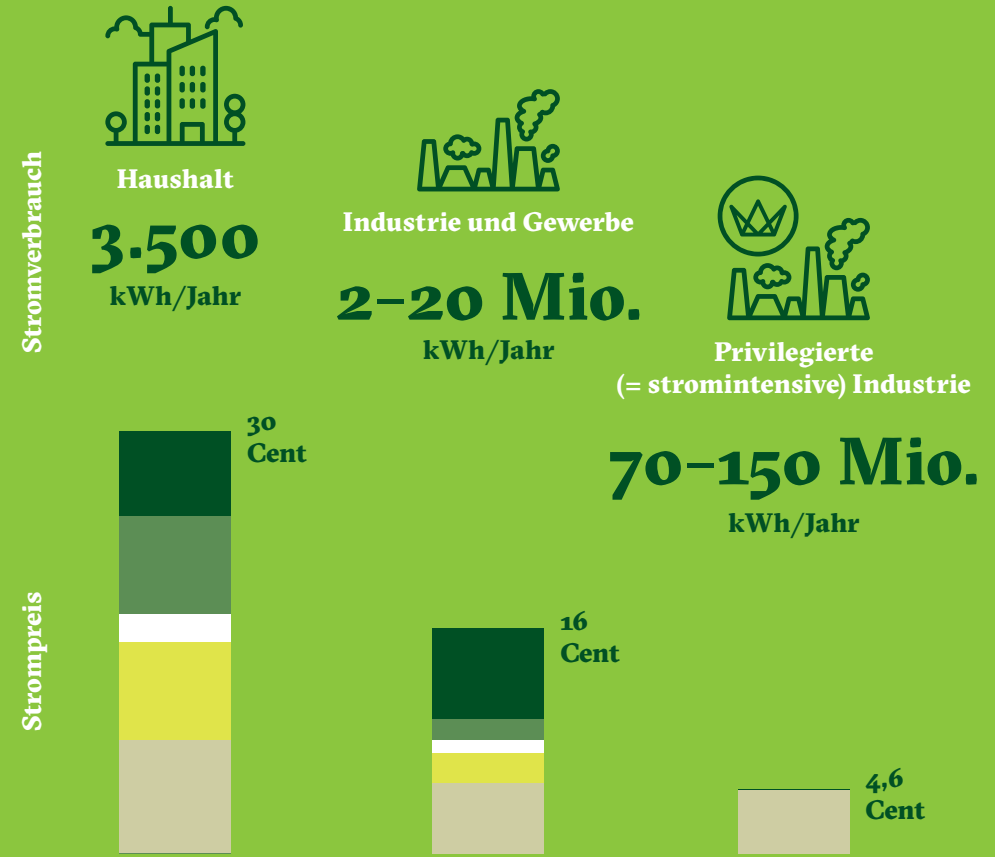 Stromverbrauch
Haushalt
3.500
kWh/Jahr
Industrie und Gewerbe
2–20 Mio.
kWh/Jahr
Privilegierte
(= stromintensive) Industrie
70–150 Mio.
kWh/Jahr
Strompreis
30
Cent
16
Cent
4,6
Cent